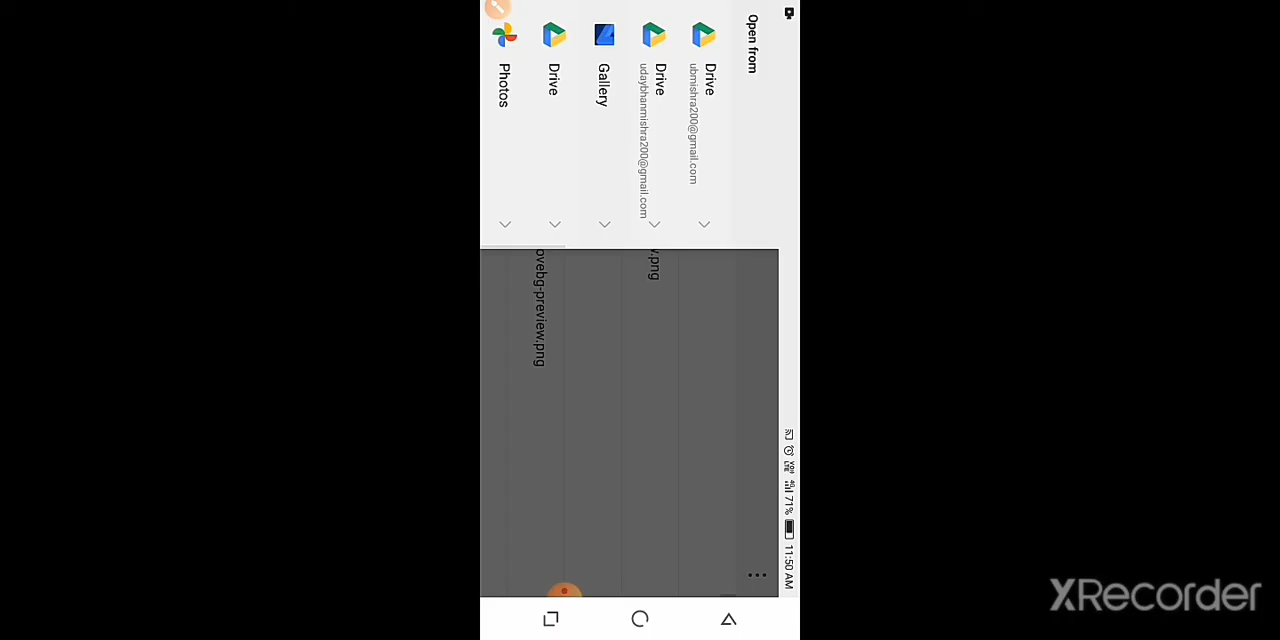 71% 11:50 AM
Open from
Drive
ubmishra200@gmail.com
Drive
udaybhanmishra200@gmail.com
Gallery
Drive
Photos
v.png
ovebg-preview.png
XRecorder